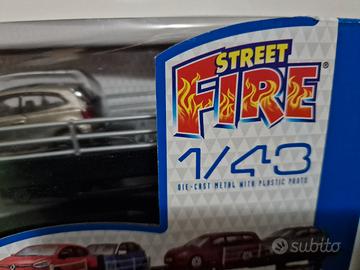 STREET
FIRE®
1/43
DIE-CAST METAL WITH PLASTIC PARTS
subito